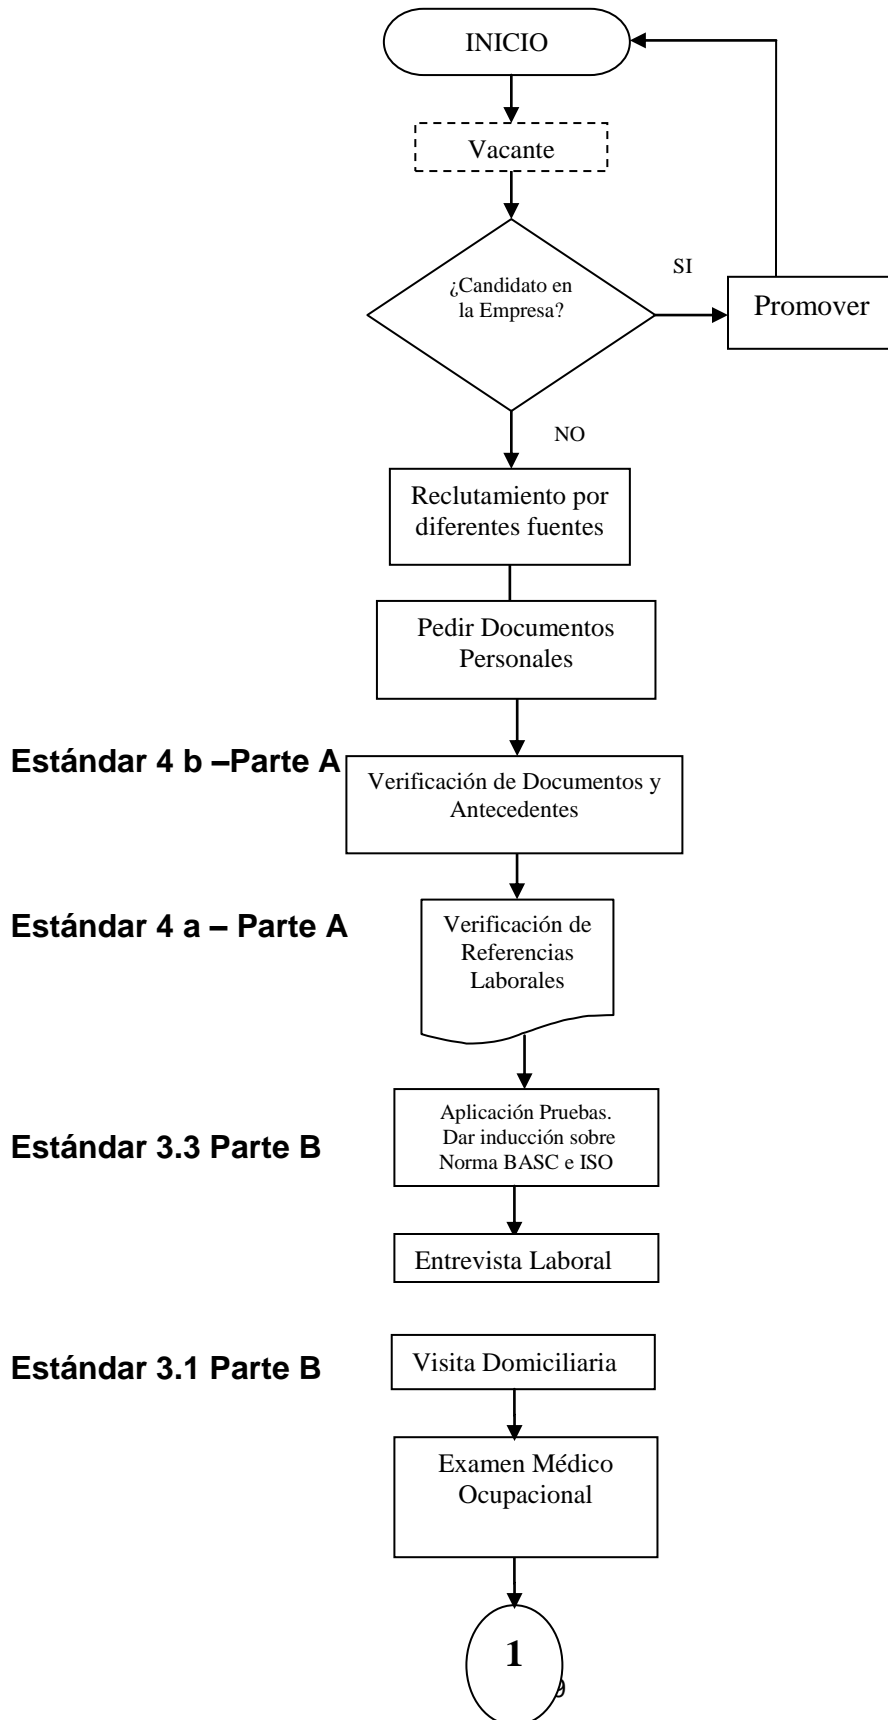 INICIO
Vacante
¿Candidato en
la Empresa?
SI
Promover
NO
Reclutamiento por
diferentes fuentes
Pedir Documentos
Personales
Estándar 4 b –Parte A
Verificación de Documentos y
Antecedentes
Estándar 4 a – Parte A
Verificación de
Referencias
Laborales
Estándar 3.3 Parte B
Aplicación Pruebas.
Dar inducción sobre
Norma BASC e ISO
Entrevista Laboral
Estándar 3.1 Parte B
Visita Domiciliaria
Examen Médico
Ocupacional
1